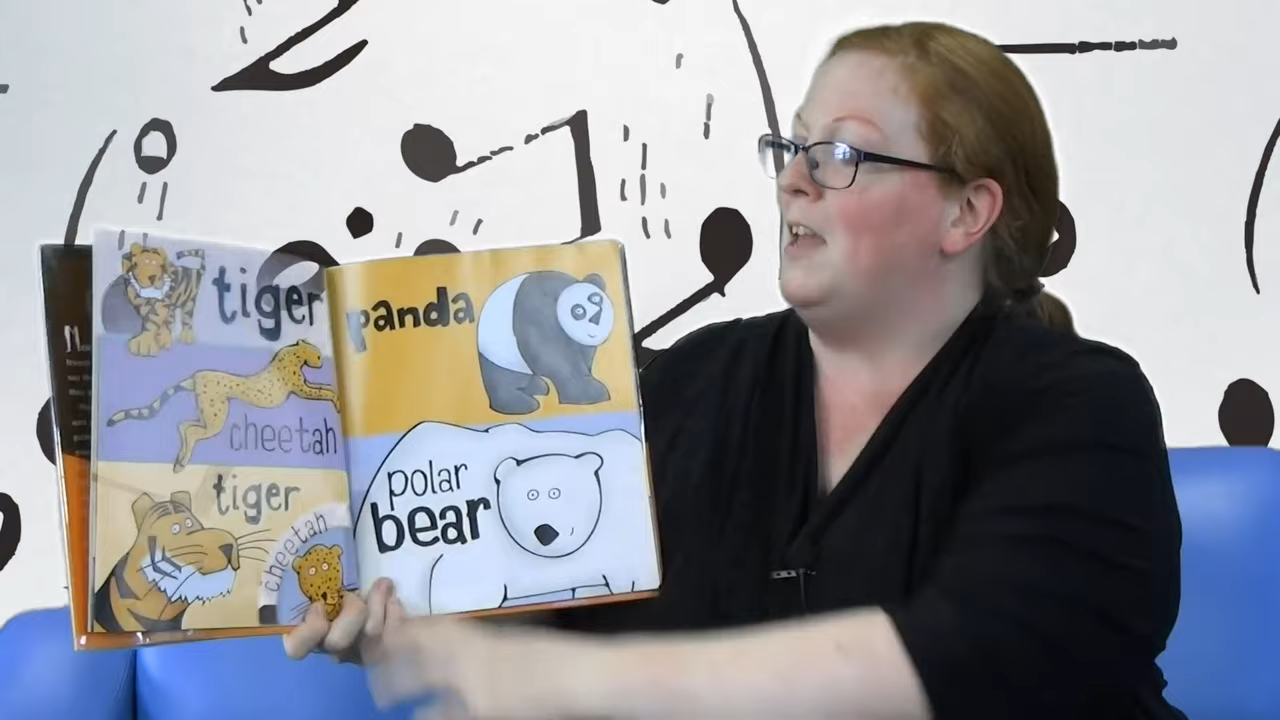 tiger
cheetah
tiger
cheetah
panda
polar
bear